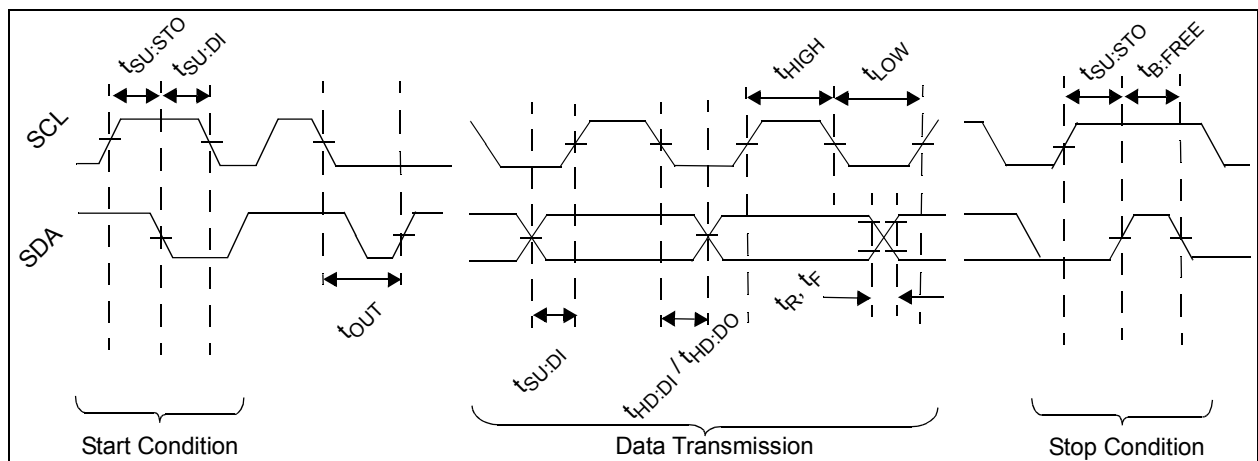 tSU:STO
tSU:DI
tHIGH
tLOW
tSU:STO
tB:FREE
SCL
SDA
tOUT
tSU:DI
tHD:DI / tHD:DO
tR, tF
Start Condition
Data Transmission
Stop Condition